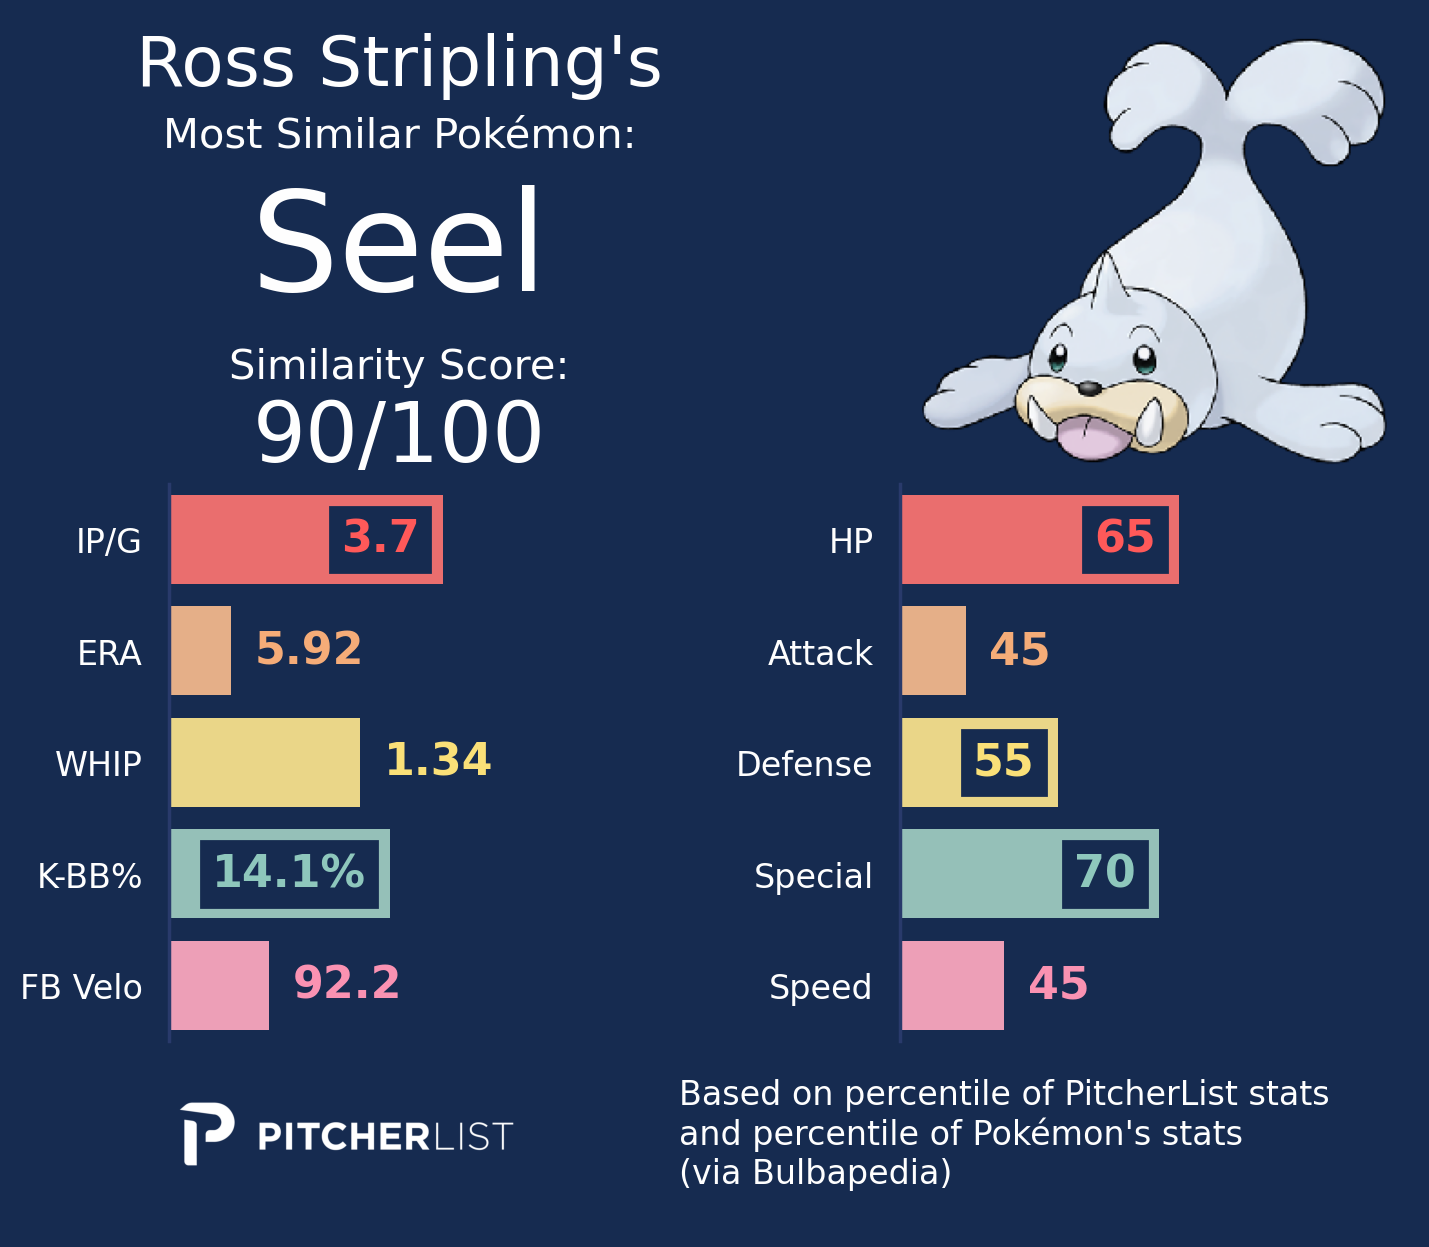 Ross Stripling's
Most Similar Pokémon:
Seel
Similarity Score:
90/100
IP/G 3.7
ERA 5.92
WHIP 1.34
K-BB% 14.1%
FB Velo 92.2
HP 65
Attack 45
Defense 55
Special 70
Speed 45
PITCHERLIST
Based on percentile of PitcherList stats
and percentile of Pokémon's stats
(via Bulbapedia)